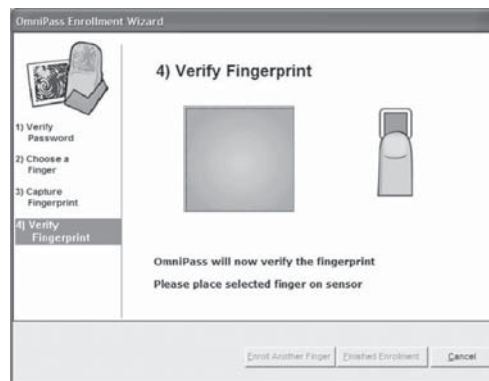 OmniPass Enrollment Wizard
4) Verify Fingerprint
1) Verify
Password
2) Choose a
Finger
3) Capture
Fingerprint
4) Verify
Fingerprint
OmniPass will now verify the fingerprint
Please place selected finger on sensor
Enroll Another Finger
Finished Enrollment
Cancel